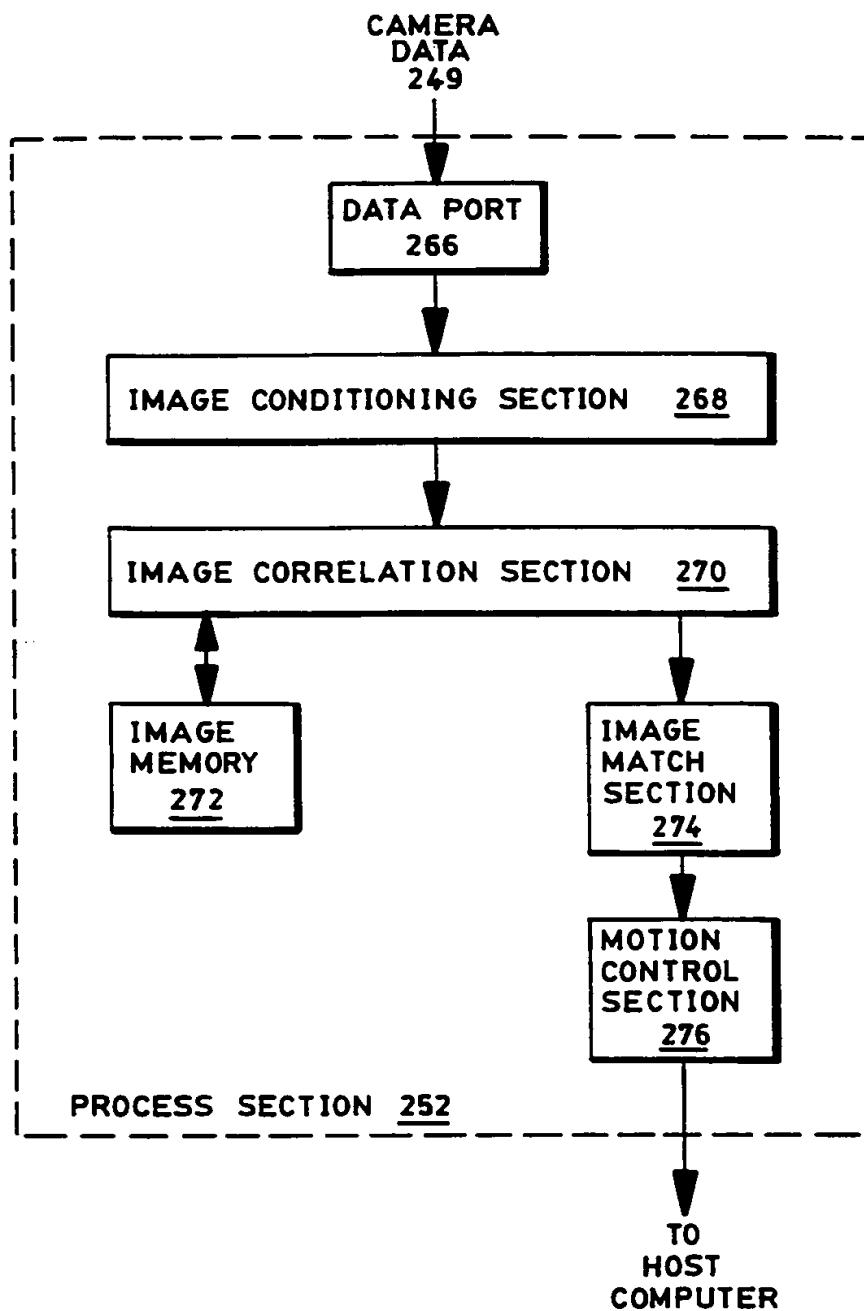 CAMERA
DATA
249
DATA PORT
266
IMAGE CONDITIONING SECTION 268
IMAGE CORRELATION SECTION 270
IMAGE
MEMORY
272
IMAGE
MATCH
SECTION
274
MOTION
CONTROL
SECTION
276
PROCESS SECTION 252
TO
HOST
COMPUTER